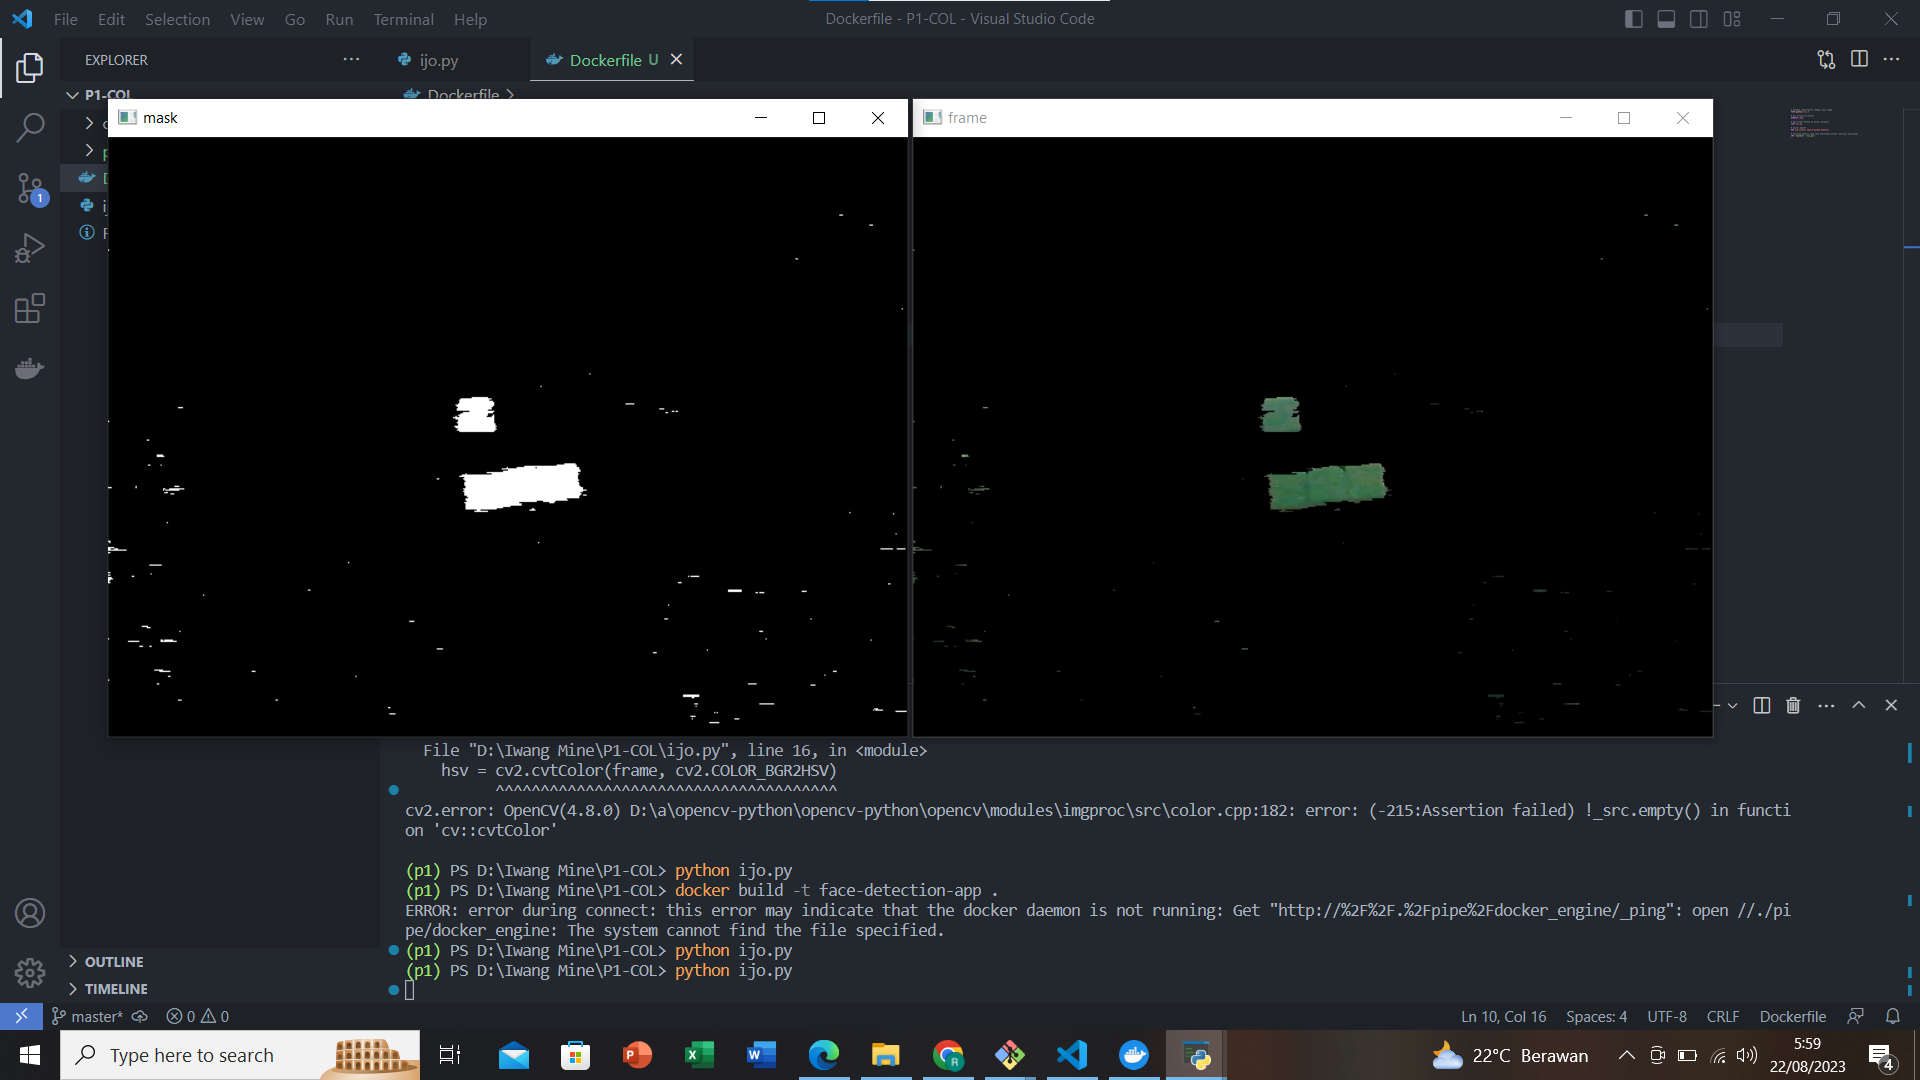 File Edit Selection View Go Run Terminal Help
Dockerfile - P1-COL - Visual Studio Code
EXPLORER
ijo.py
Dockerfile U
P1-COL
Dockerfile
mask
frame
1
File "D:\Iwang Mine\P1-COL\ijo.py", line 16, in <module>
hsv = cv2.cvtColor(frame, cv2.COLOR_BGR2HSV)
^^^^^^^^^^^^^^^^^^^^^^^^^^^^^^^^^^^^^^
cv2.error: OpenCV(4.8.0) D:\a\opencv-python\opencv-python\opencv\modules\imgproc\src\color.cpp:182: error: (-215:Assertion failed) !_src.empty() in functi
on 'cv::cvtColor'
(p1) PS D:\Iwang Mine\P1-COL> python ijo.py
(p1) PS D:\Iwang Mine\P1-COL> docker build -t face-detection-app .
ERROR: error during connect: this error may indicate that the docker daemon is not running: Get "http://%2F%2F.%2Fpipe%2Fdocker_engine/_ping": open //./pi
pe/docker_engine: The system cannot find the file specified.
(p1) PS D:\Iwang Mine\P1-COL> python ijo.py
(p1) PS D:\Iwang Mine\P1-COL> python ijo.py
OUTLINE
TIMELINE
master* 0 0
Ln 10, Col 16 Spaces: 4 UTF-8 CRLF Dockerfile
Type here to search
22°C Berawan
5:59
22/08/2023
4